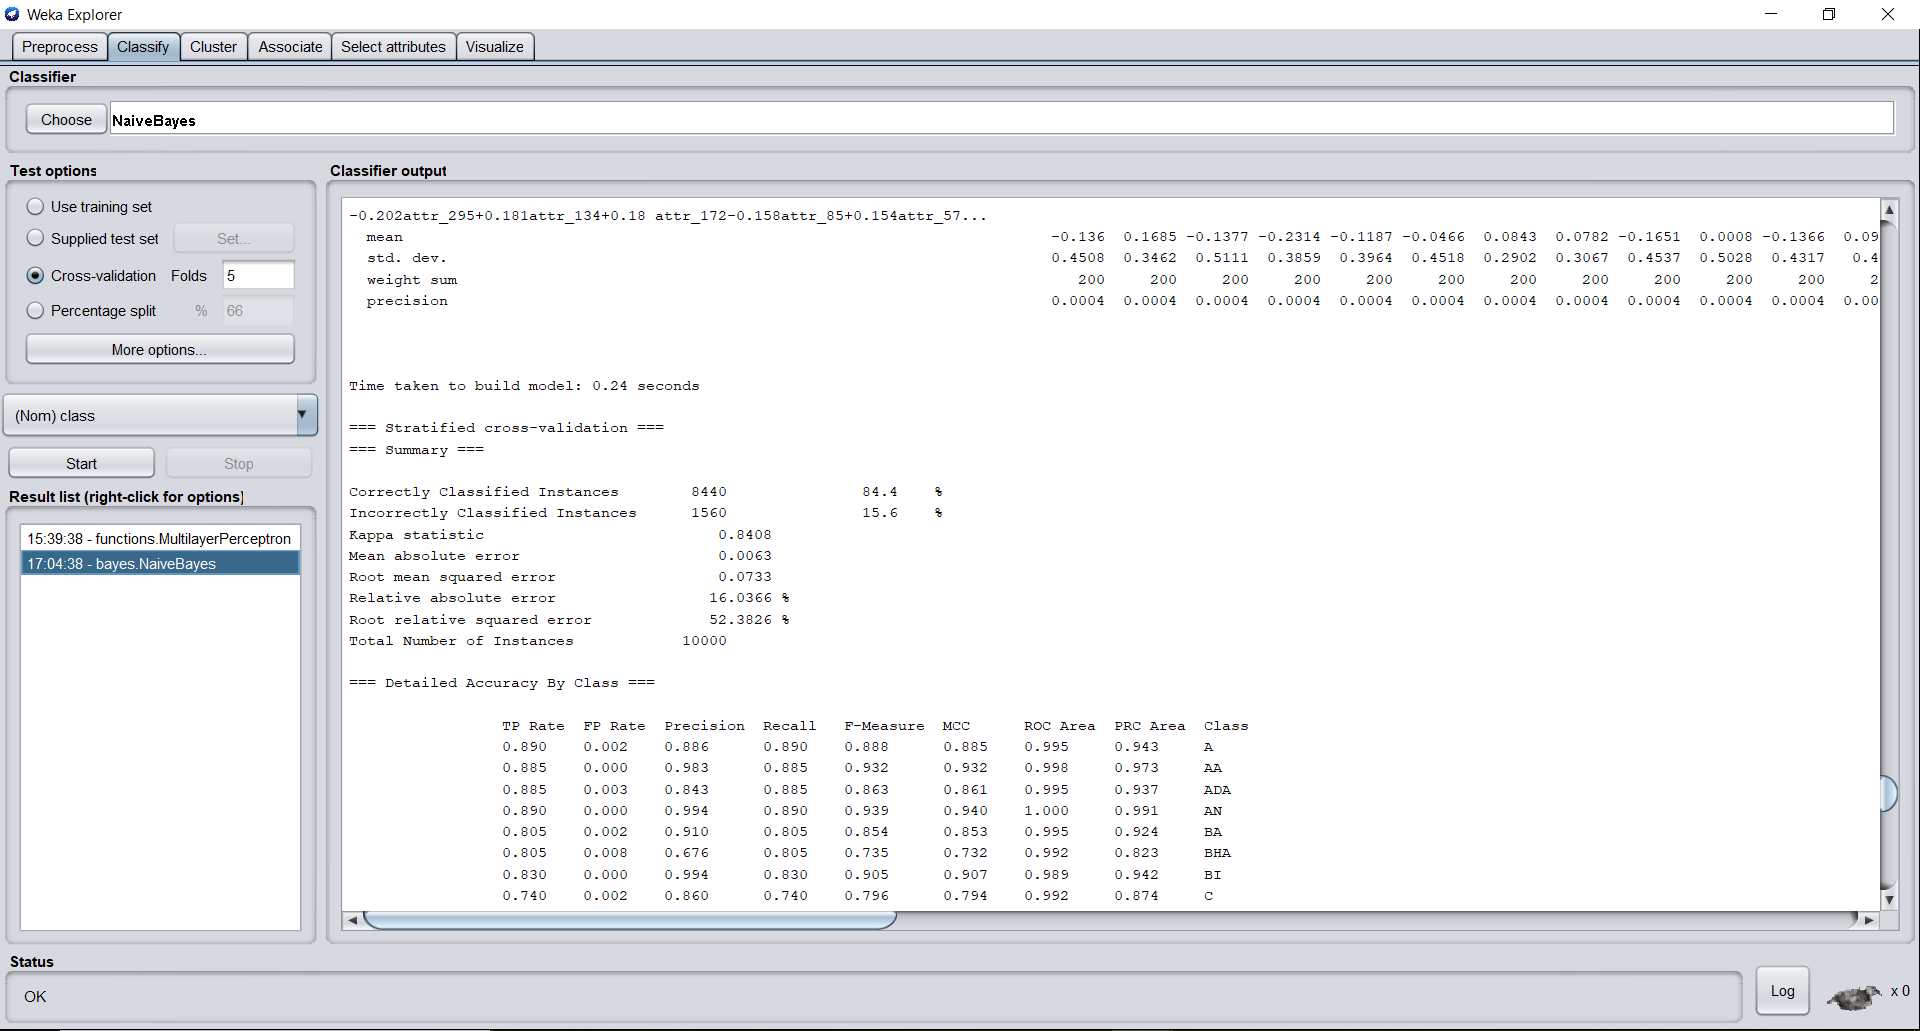 Weka Explorer
Preprocess Classify Cluster Associate Select attributes Visualize
Classifier
Choose NaiveBayes
Test options
Use training set
Supplied test set Set...
Cross-validation Folds 5
Percentage split % 66
More options...
(Nom) class
Start Stop
Result list (right-click for options)
15:39:38 - functions.MultilayerPerceptron
17:04:38 - bayes.NaiveBayes
Classifier output
-0.202attr_295+0.181attr_134+0.18 attr_172-0.158attr_85+0.154attr_57...
mean -0.136 0.1685 -0.1377 -0.2314 -0.1187 -0.0466 0.0843 0.0782 -0.1651 0.0008 -0.1366 0.09
std. dev. 0.4508 0.3462 0.5111 0.3859 0.3964 0.4518 0.2902 0.3067 0.4537 0.5028 0.4317 0.4
weight sum 200 200 200 200 200 200 200 200 200 200 200 2
precision 0.0004 0.0004 0.0004 0.0004 0.0004 0.0004 0.0004 0.0004 0.0004 0.0004 0.0004 0.00
Time taken to build model: 0.24 seconds
=== Stratified cross-validation ===
=== Summary ===
Correctly Classified Instances 8440 84.4 %
Incorrectly Classified Instances 1560 15.6 %
Kappa statistic 0.8408
Mean absolute error 0.0063
Root mean squared error 0.0733
Relative absolute error 16.0366 %
Root relative squared error 52.3826 %
Total Number of Instances 10000
=== Detailed Accuracy By Class ===
TP Rate FP Rate Precision Recall F-Measure MCC ROC Area PRC Area Class
0.890 0.002 0.886 0.890 0.888 0.885 0.995 0.943 A
0.885 0.000 0.983 0.885 0.932 0.932 0.998 0.973 AA
0.885 0.003 0.843 0.885 0.863 0.861 0.995 0.937 ADA
0.890 0.000 0.994 0.890 0.939 0.940 1.000 0.991 AN
0.805 0.002 0.910 0.805 0.854 0.853 0.995 0.924 BA
0.805 0.008 0.676 0.805 0.735 0.732 0.992 0.823 BHA
0.830 0.000 0.994 0.830 0.905 0.907 0.989 0.942 BI
0.740 0.002 0.860 0.740 0.796 0.794 0.992 0.874 C
Status
OK
Log
x 0